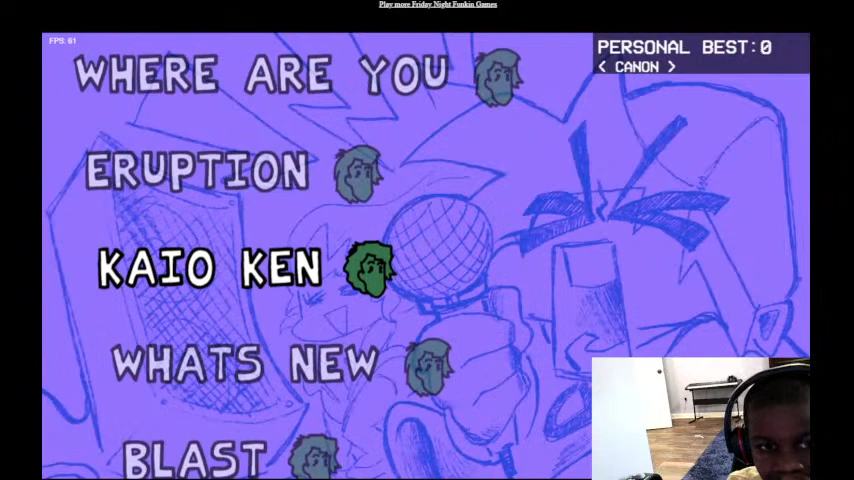 Play more Friday Night Funkin Games
FPS: 61
PERSONAL BEST:0
< CANON >
WHERE ARE YOU
ERUPTION
KAIO KEN
WHATS NEW
BLAST